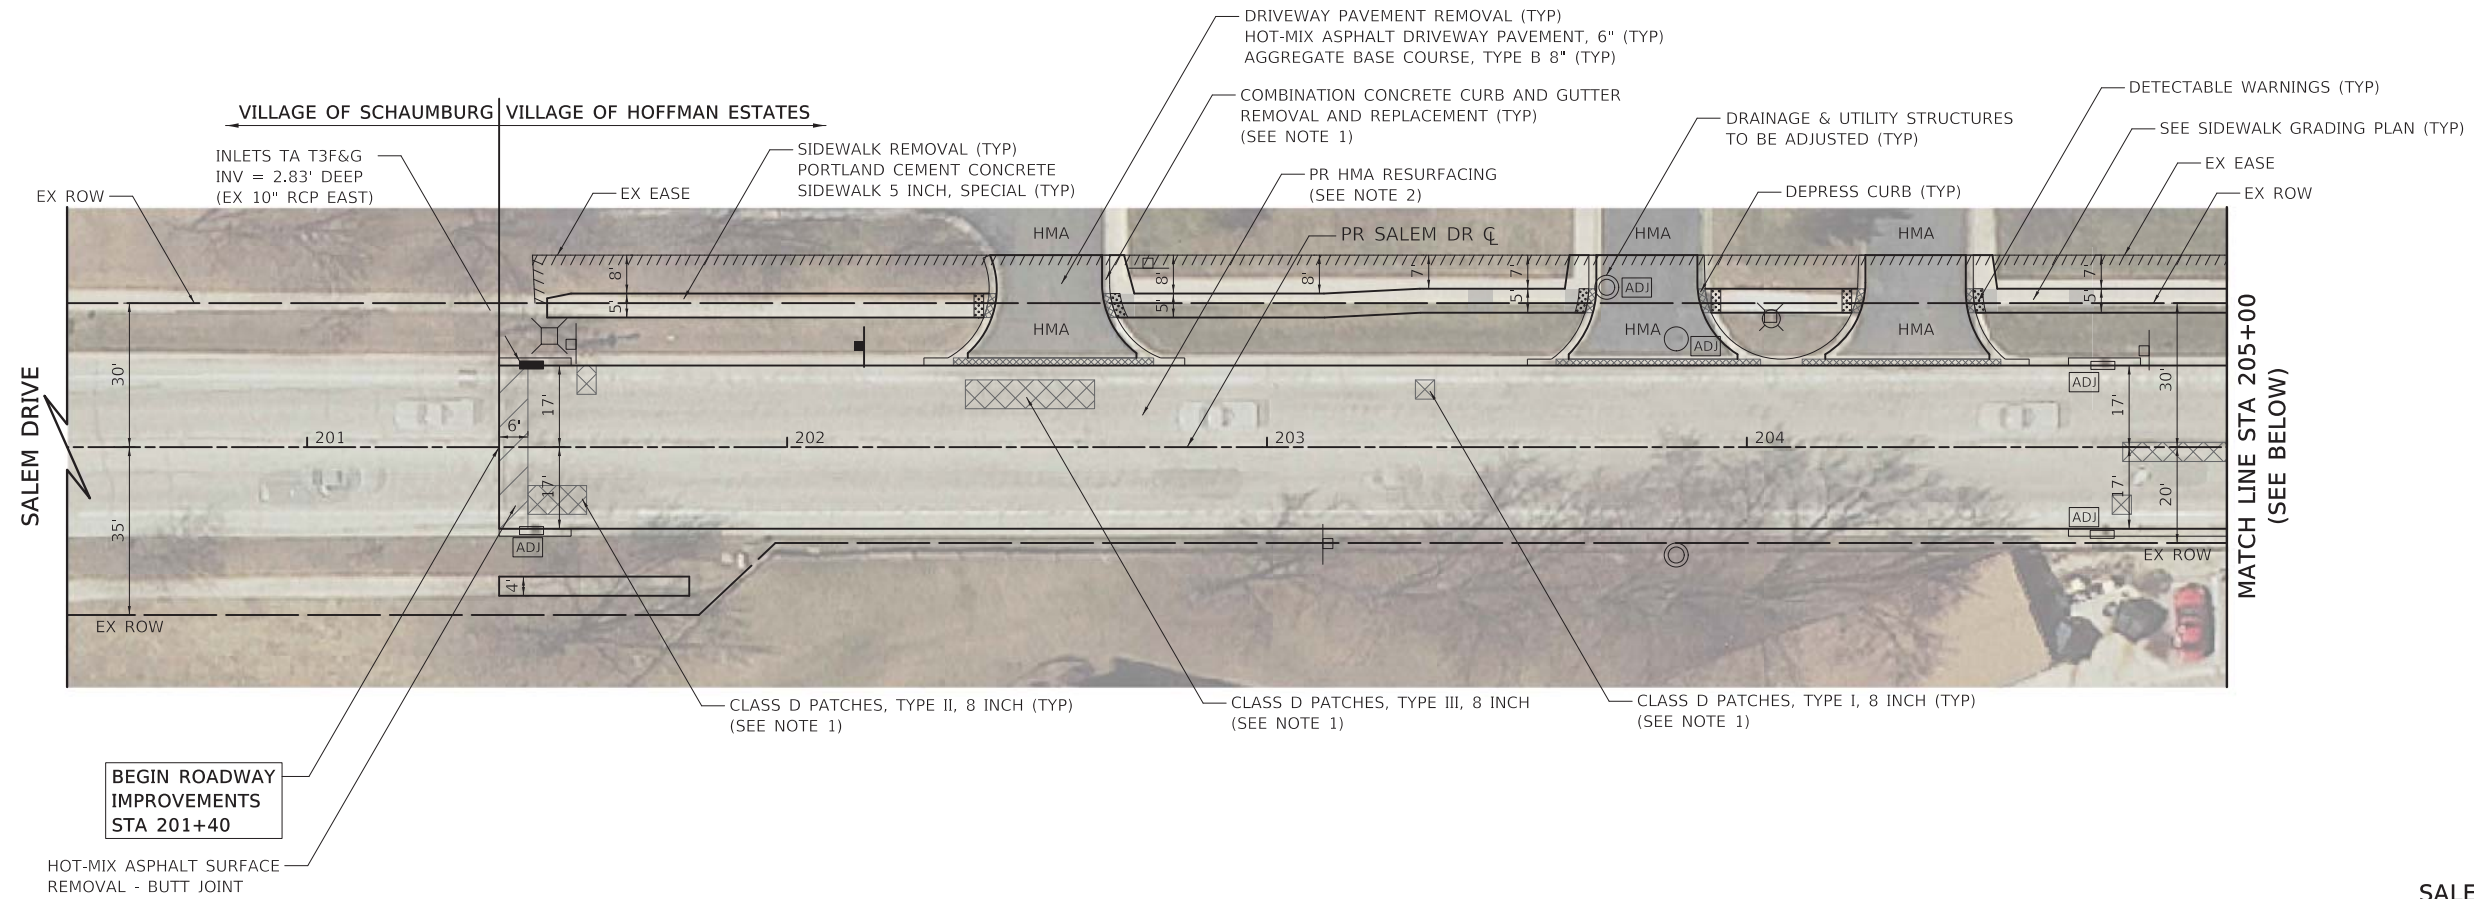 DRIVEWAY PAVEMENT REMOVAL (TYP)
HOT-MIX ASPHALT DRIVEWAY PAVEMENT, 6" (TYP)
AGGREGATE BASE COURSE, TYPE B 8" (TYP)
DETECTABLE WARNINGS (TYP)
COMBINATION CONCRETE CURB AND GUTTER
REMOVAL AND REPLACEMENT (TYP)
(SEE NOTE 1)
VILLAGE OF SCHAUMBURG
VILLAGE OF HOFFMAN ESTATES
DRAINAGE & UTILITY STRUCTURES
TO BE ADJUSTED (TYP)
SEE SIDEWALK GRADING PLAN (TYP)
INLETS TA T3F&G
INV = 2.83' DEEP
(EX 10" RCP EAST)
SIDEWALK REMOVAL (TYP)
PORTLAND CEMENT CONCRETE
SIDEWALK 5 INCH, SPECIAL (TYP)
EX EASE
PR HMA RESURFACING
(SEE NOTE 2)
EX ROW
EX EASE
DEPRESS CURB (TYP)
EX ROW
PR SALEM DR ℄
HMA
HMA
HMA
8'
8'
8'
7'
7'
7'
5'
5'
5'
5'
ADJ
HMA
HMA
HMA
ADJ
SALEM DRIVE
30'
17'
6'
ADJ
17'
30'
201
202
203
204
35'
17'
17'
20'
ADJ
ADJ
4'
EX ROW
EX ROW
MATCH LINE STA 205+00
(SEE BELOW)
CLASS D PATCHES, TYPE II, 8 INCH (TYP)
(SEE NOTE 1)
CLASS D PATCHES, TYPE III, 8 INCH
(SEE NOTE 1)
CLASS D PATCHES, TYPE I, 8 INCH (TYP)
(SEE NOTE 1)
BEGIN ROADWAY
IMPROVEMENTS
STA 201+40
HOT-MIX ASPHALT SURFACE
REMOVAL - BUTT JOINT
SALE